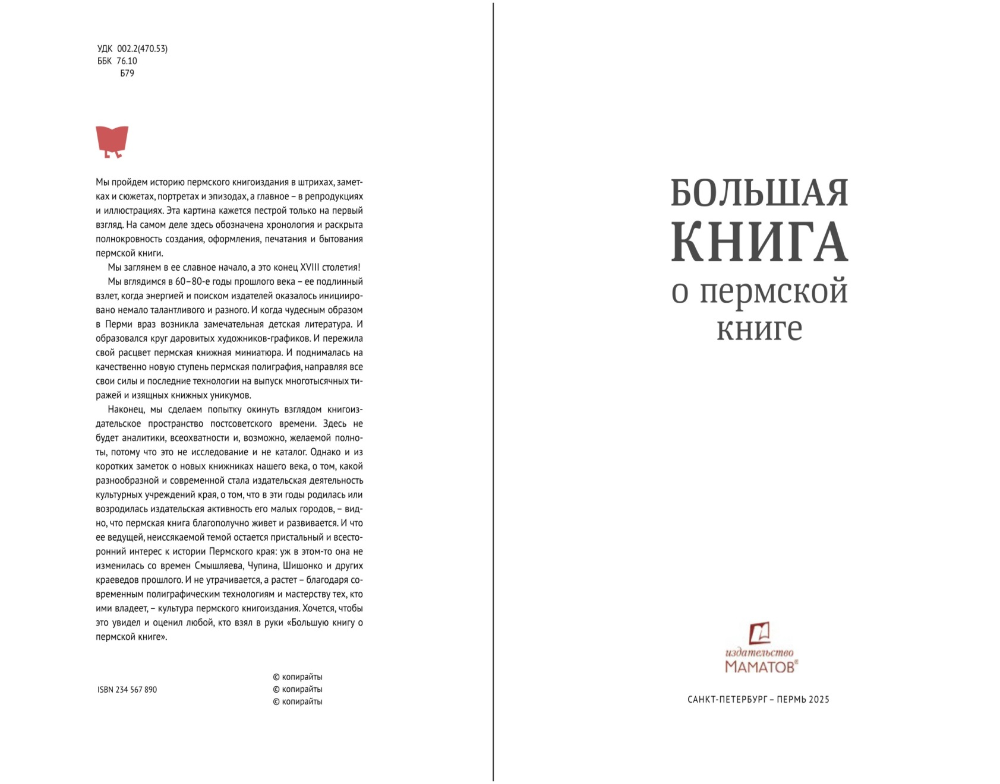 УДК 002.2(470.53)
ББК 76.10
Б79
Мы пройдем историю пермского книгоиздания в штрихах, замет-
ках и сюжетах, портретах и эпизодах, а главное – в репродукциях
и иллюстрациях. Эта картина кажется пестрой только на первый
взгляд. На самом деле здесь обозначена хронология и раскрыта
полнокровность создания, оформления, печатания и бытования
пермской книги.
Мы заглянем в ее славное начало, а это конец XVIII столетия!
Мы вглядимся в 60–80-е годы прошлого века – ее подлинный
взлет, когда энергией и поиском издателей оказалось иницииро-
вано немало талантливого и разного. И когда чудесным образом
в Перми враз возникла замечательная детская литература. И
образовался круг даровитых художников-графиков. И пережила
свой расцвет пермская книжная миниатюра. И поднималась на
качественно новую ступень пермская полиграфия, направляя все
свои силы и последние технологии на выпуск многотысячных ти-
ражей и изящных книжных уникумов.
Наконец, мы сделаем попытку окинуть взглядом книгоиз-
дательское пространство постсоветского времени. Здесь не
будет аналитики, всеохватности и, возможно, желаемой полно-
ты, потому что это не исследование и не каталог. Однако и из
коротких заметок о новых книжниках нашего века, о том, какой
разнообразной и современной стала издательская деятельность
культурных учреждений края, о том, что в эти годы родилась или
возродилась издательская активность его малых городов, – вид-
но, что пермская книга благополучно живет и развивается. И что
ее ведущей, неиссякаемой темой остается пристальный и всесто-
ронний интерес к истории Пермского края: уж в этом-то она не
изменилась со времен Смышляева, Чупина, Шишонко и других
краеведов прошлого. И не утрачивается, а растет – благодаря со-
временным полиграфическим технологиям и мастерству тех, кто
ими владеет, – культура пермского книгоиздания. Хочется, чтобы
это увидел и оценил любой, кто взял в руки «Большую книгу о
пермской книге».
ISBN 234 567 890
© копирайты
© копирайты
© копирайты
БОЛЬШАЯ
КНИГА
о пермской
книге
издательство
МАМАТОВ®
САНКТ-ПЕТЕРБУРГ – ПЕРМЬ 2025